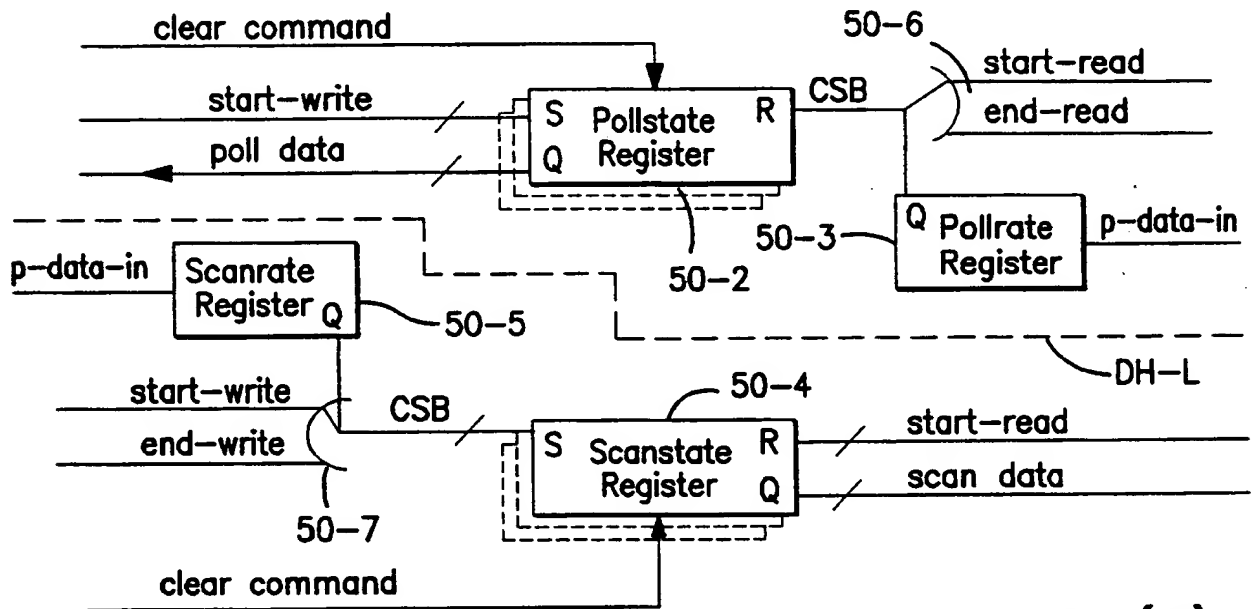 clear command
50-6
start-read
start-write
S
Pollstate
Register
R
CSB
end-read
poll data
Q
50-3
Q
Pollrate
Register
p-data-in
50-2
p-data-in
Scanrate
Register
Q
50-5
DH-L
start-write
end-write
CSB
50-4
S
Scanstate
Register
R
Q
start-read
scan data
50-7
clear command